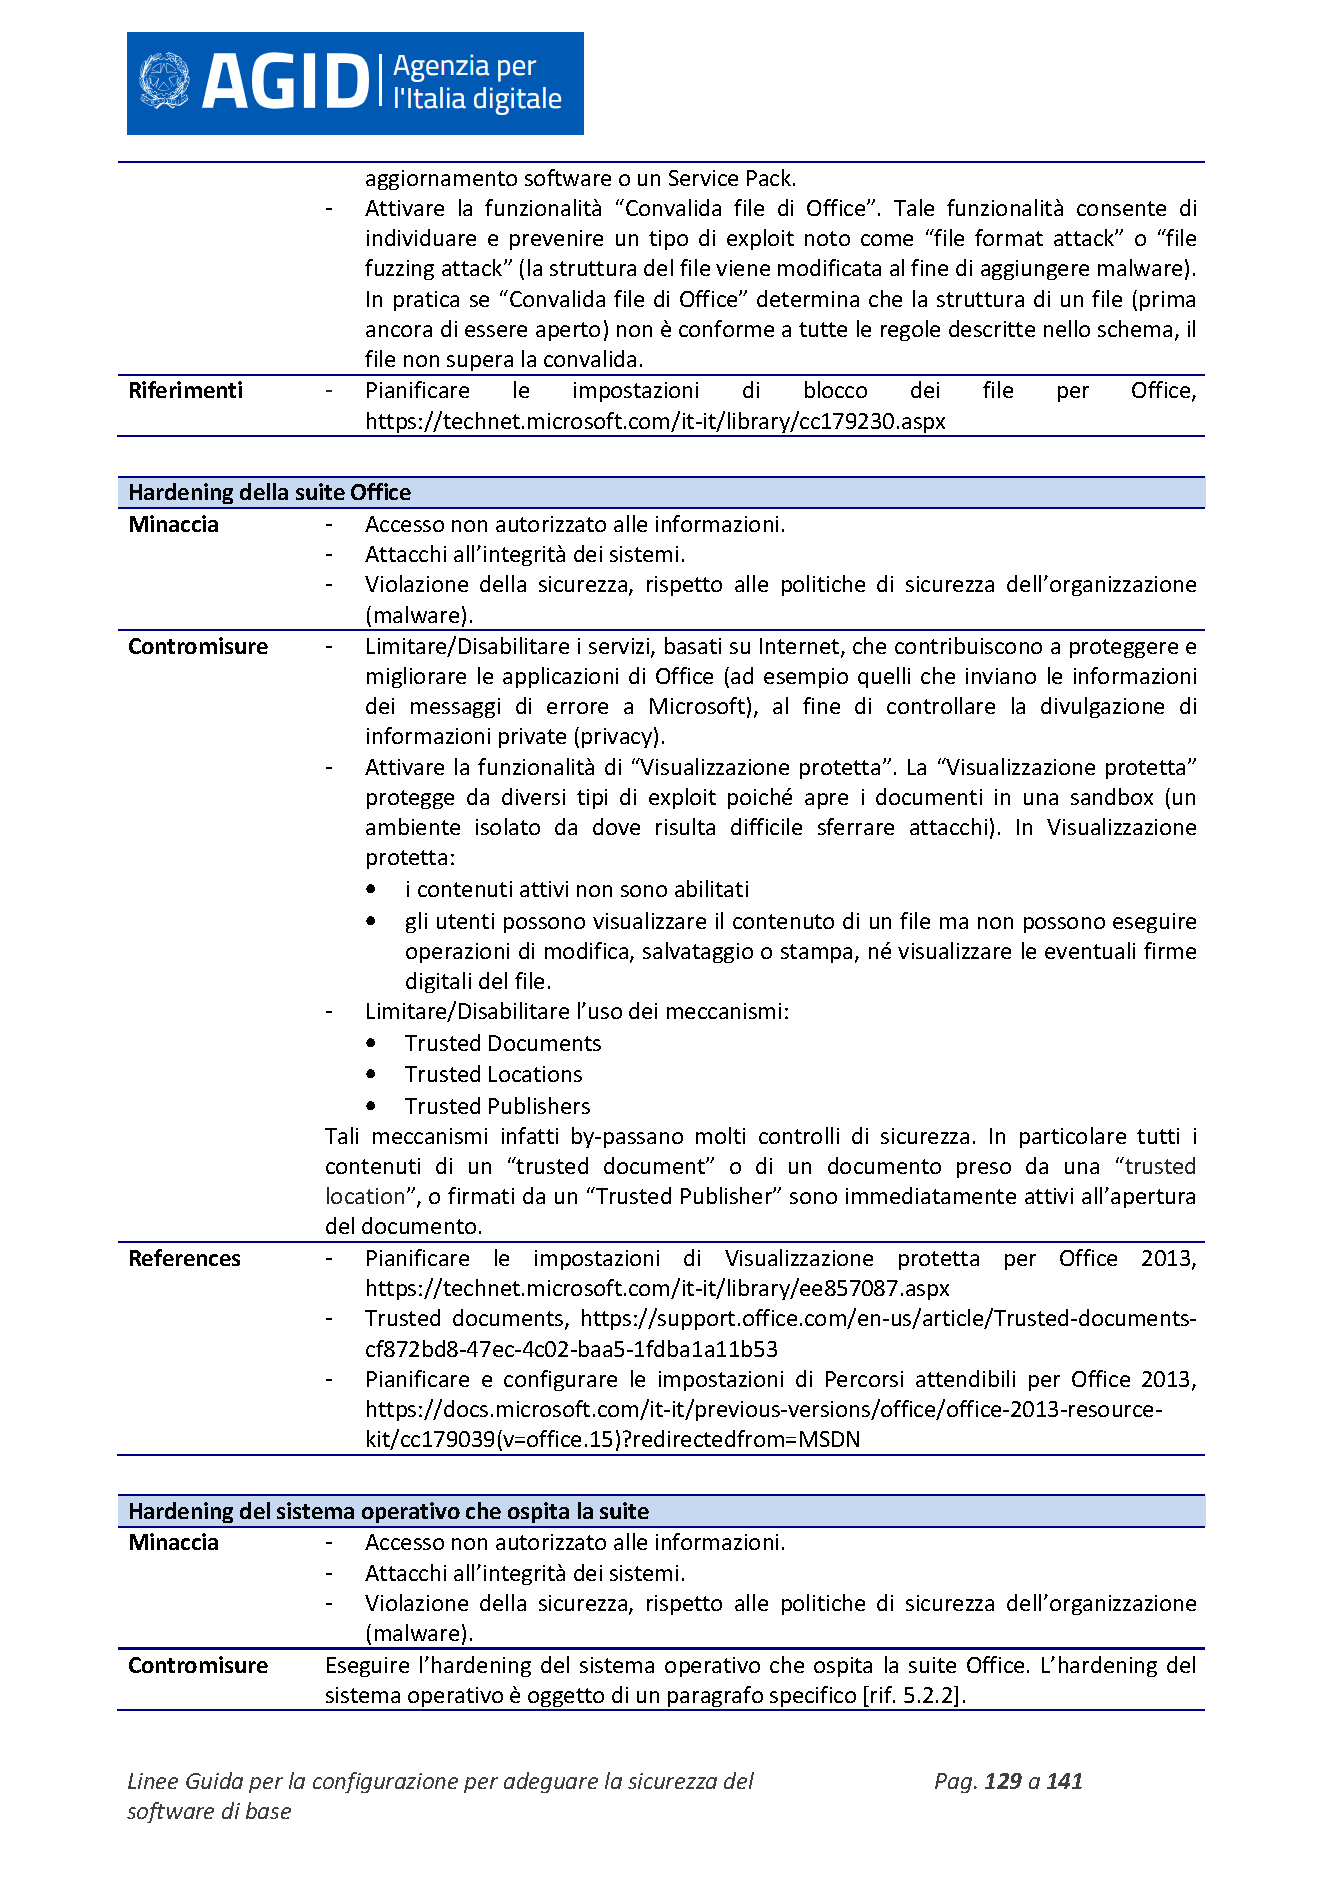 AGID Agenzia per
l'Italia digitale
aggiornamento software o un Service Pack.
- Attivare la funzionalità “Convalida file di Office”. Tale funzionalità consente di
individuare e prevenire un tipo di exploit noto come “file format attack” o “file
fuzzing attack” (la struttura del file viene modificata al fine di aggiungere malware).
In pratica se “Convalida file di Office” determina che la struttura di un file (prima
ancora di essere aperto) non è conforme a tutte le regole descritte nello schema, il
file non supera la convalida.
Riferimenti - Pianificare le impostazioni di blocco dei file per Office,
https://technet.microsoft.com/it-it/library/cc179230.aspx
Hardening della suite Office
Minaccia - Accesso non autorizzato alle informazioni.
- Attacchi all’integrità dei sistemi.
- Violazione della sicurezza, rispetto alle politiche di sicurezza dell’organizzazione
(malware).
Contromisure - Limitare/Disabilitare i servizi, basati su Internet, che contribuiscono a proteggere e
migliorare le applicazioni di Office (ad esempio quelli che inviano le informazioni
dei messaggi di errore a Microsoft), al fine di controllare la divulgazione di
informazioni private (privacy).
- Attivare la funzionalità di “Visualizzazione protetta”. La “Visualizzazione protetta”
protegge da diversi tipi di exploit poiché apre i documenti in una sandbox (un
ambiente isolato da dove risulta difficile sferrare attacchi). In Visualizzazione
protetta:
• i contenuti attivi non sono abilitati
• gli utenti possono visualizzare il contenuto di un file ma non possono eseguire
operazioni di modifica, salvataggio o stampa, né visualizzare le eventuali firme
digitali del file.
- Limitare/Disabilitare l’uso dei meccanismi:
• Trusted Documents
• Trusted Locations
• Trusted Publishers
Tali meccanismi infatti by-passano molti controlli di sicurezza. In particolare tutti i
contenuti di un “trusted document” o di un documento preso da una “trusted
location”, o firmati da un “Trusted Publisher” sono immediatamente attivi all’apertura
del documento.
References - Pianificare le impostazioni di Visualizzazione protetta per Office 2013,
https://technet.microsoft.com/it-it/library/ee857087.aspx
- Trusted documents, https://support.office.com/en-us/article/Trusted-documents-
cf872bd8-47ec-4c02-baa5-1fdba1a11b53
- Pianificare e configurare le impostazioni di Percorsi attendibili per Office 2013,
https://docs.microsoft.com/it-it/previous-versions/office/office-2013-resource-
kit/cc179039(v=office.15)?redirectedfrom=MSDN
Hardening del sistema operativo che ospita la suite
Minaccia - Accesso non autorizzato alle informazioni.
- Attacchi all’integrità dei sistemi.
- Violazione della sicurezza, rispetto alle politiche di sicurezza dell’organizzazione
(malware).
Contromisure Eseguire l’hardening del sistema operativo che ospita la suite Office. L’hardening del
sistema operativo è oggetto di un paragrafo specifico [rif. 5.2.2].
Linee Guida per la configurazione per adeguare la sicurezza del Pag. 129 a 141
software di base